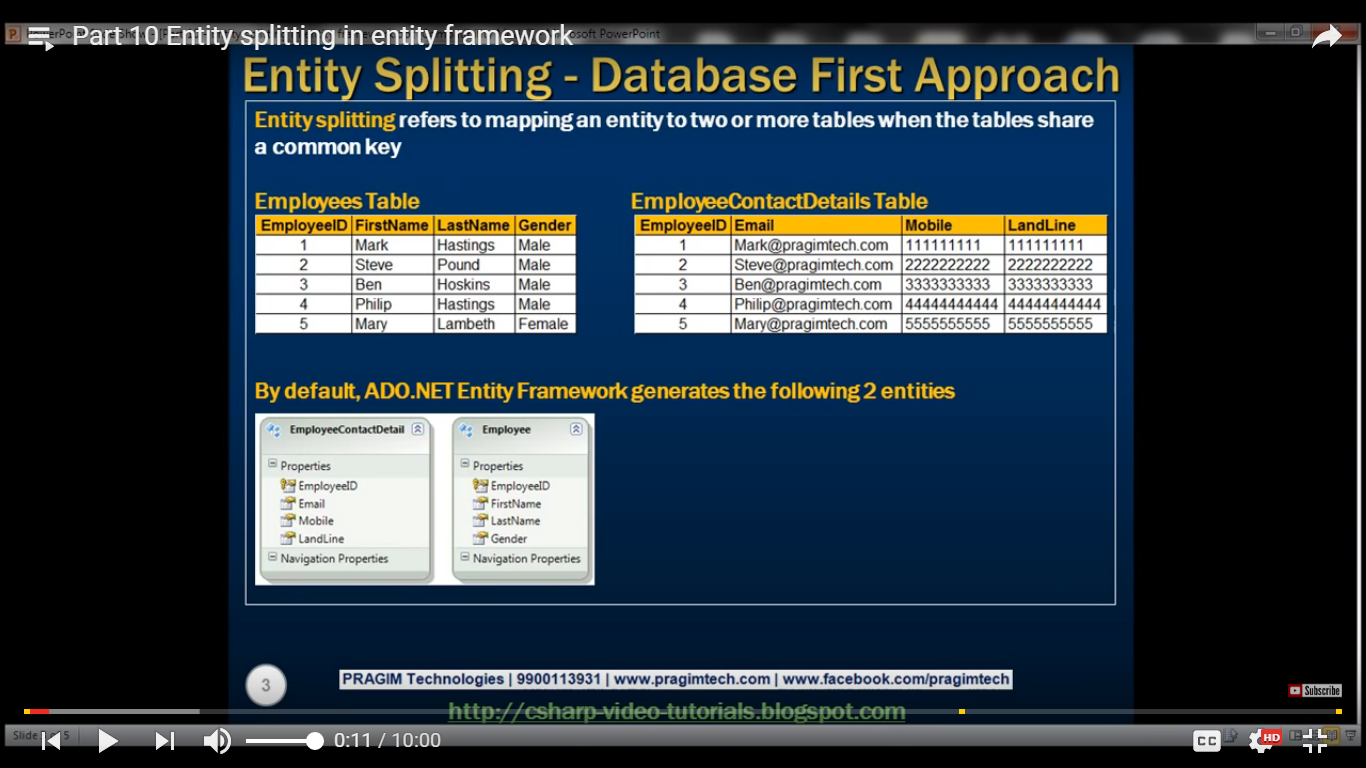 Part 10 Entity splitting in entity framework
PowerPoint
Microsoft PowerPoint
Entity Splitting - Database First Approach
Entity splitting refers to mapping an entity to two or more tables when the tables share
a common key
Employees Table
EmployeeID FirstName LastName Gender
1 Mark Hastings Male
2 Steve Pound Male
3 Ben Hoskins Male
4 Philip Hastings Male
5 Mary Lambeth Female
EmployeeContactDetails Table
EmployeeID Email Mobile LandLine
1 Mark@pragimtech.com 111111111 111111111
2 Steve@pragimtech.com 2222222222 2222222222
3 Ben@pragimtech.com 3333333333 3333333333
4 Philip@pragimtech.com 44444444444 44444444444
5 Mary@pragimtech.com 5555555555 5555555555
By default, ADO.NET Entity Framework generates the following 2 entities
EmployeeContactDetail
Properties
EmployeeID
Email
Mobile
LandLine
Navigation Properties
Employee
Properties
EmployeeID
FirstName
LastName
Gender
Navigation Properties
3
PRAGIM Technologies | 9900113931 | www.pragimtech.com | www.facebook.com/pragimtech
Subscribe
http://csharp-video-tutorials.blogspot.com
Slide 5
0:11 / 10:00
CC
HD